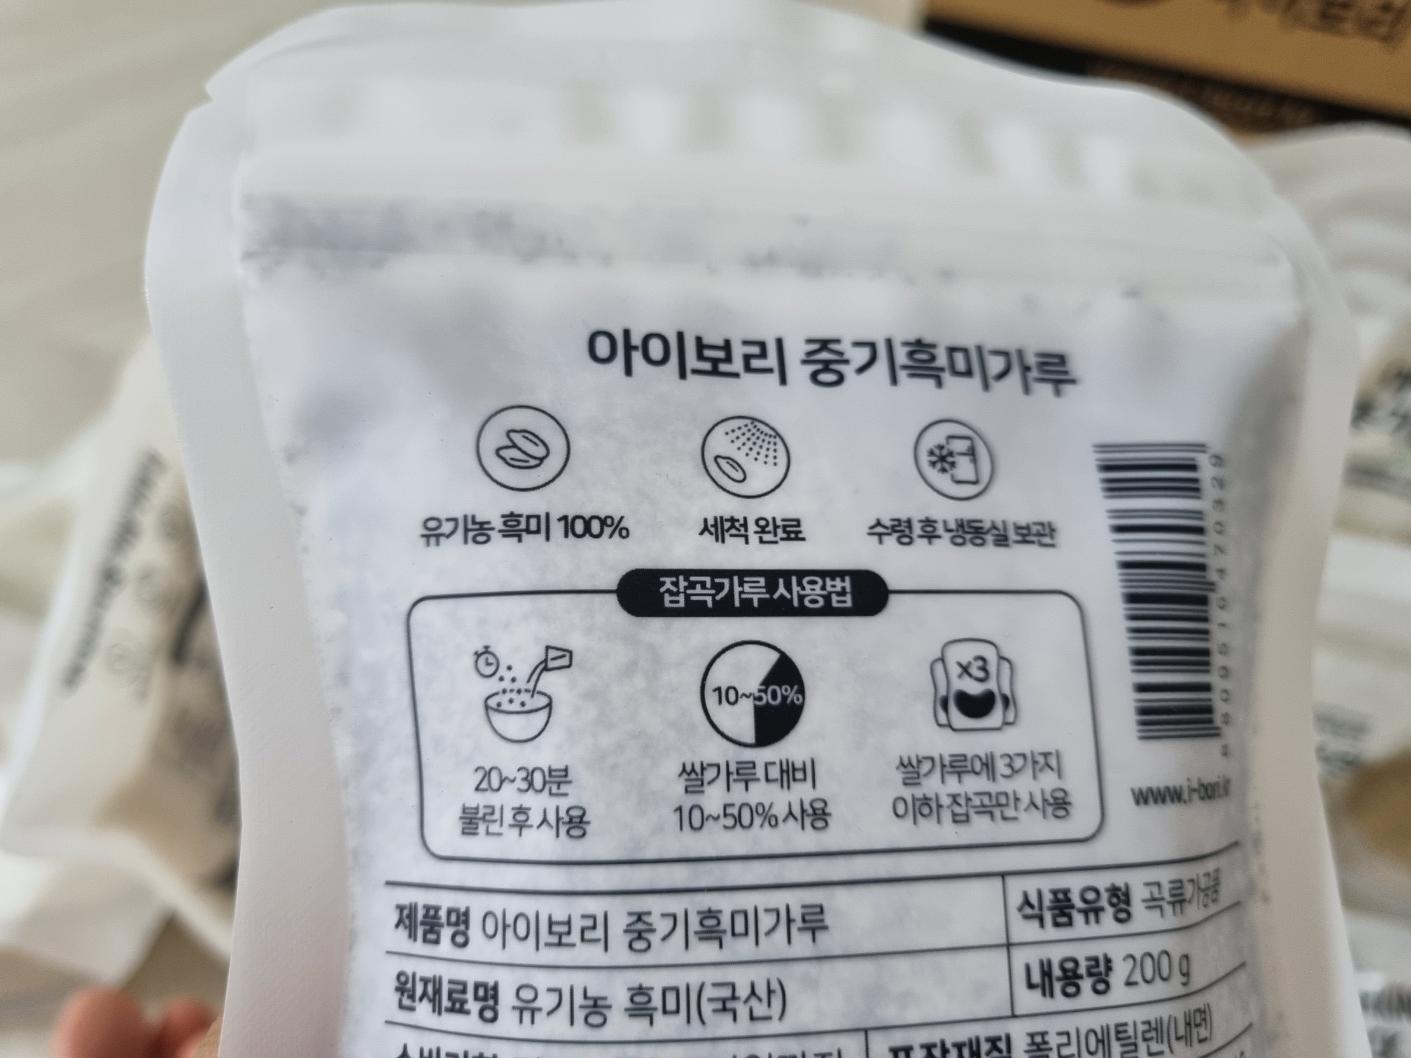 아이보리 중기흑미가루
유기농 흑미 100%
세척 완료
수령 후 냉동실 보관
잡곡가루 사용법
10~50%
x3
20~30분
불린 후 사용
쌀가루 대비
10~50% 사용
쌀가루에 3가지
이하 잡곡만 사용
www.i-bori.kr
제품명 아이보리 중기흑미가루
식품유형 곡류가공품
원재료명 유기농 흑미(국산)
내용량 200 g
포장재질 폴리에틸렌(내면)